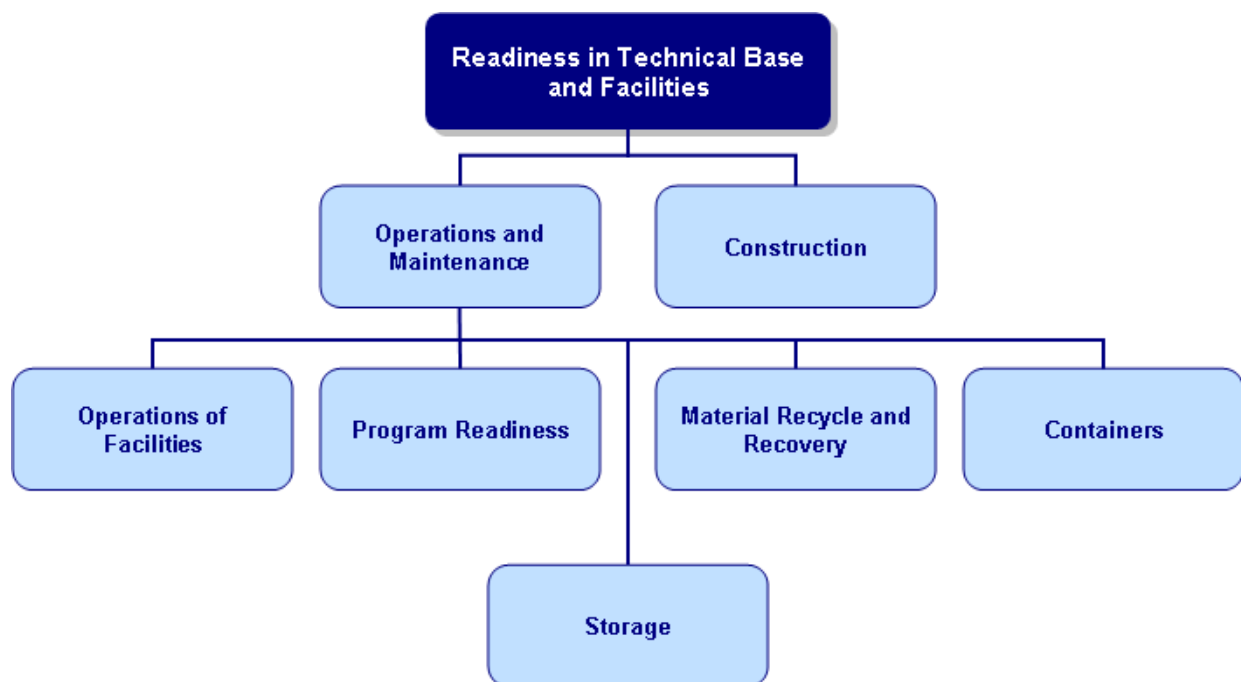 Readiness in Technical Base
and Facilities
Operations and
Maintenance
Construction
Operations of
Facilities
Program Readiness
Material Recycle and
Recovery
Containers
Storage